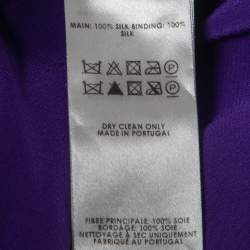 MAIN: 100% SILK BINDING: 100%
SILK
DRY CLEAN ONLY
MADE IN PORTUGAL
FIBRE PRINCIPALE: 100% SOIE
BORDAGE: 100% SOIE
NETTOYAGE A SEC UNIQUEMENT
FABRIQUE AU PORTUGAL